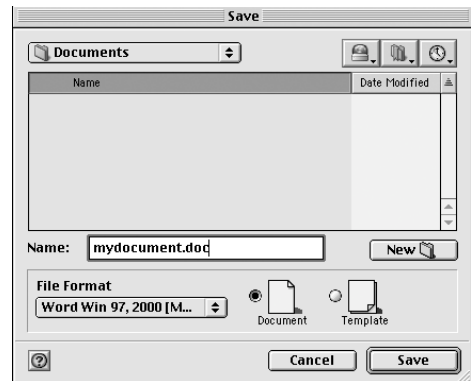 Save
Documents
Name Date Modified
Name: mydocument.doc New
File Format
Word Win 97, 2000 [M...
Document Template
? Cancel Save